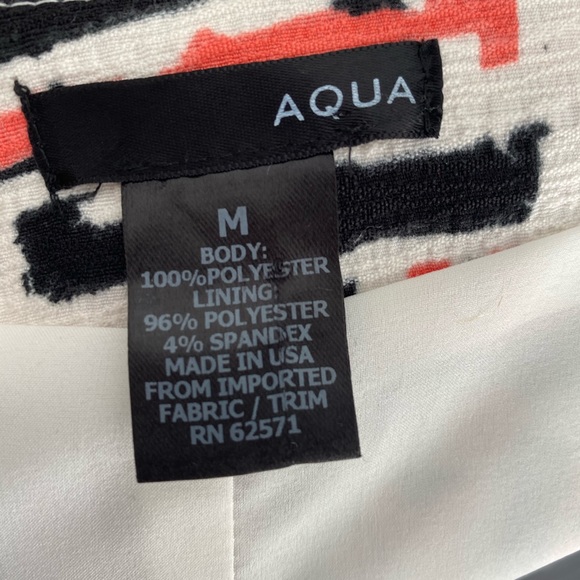 AQUA
M
BODY:
100%POLYESTER
LINING:
96% POLYESTER
4% SPANDEX
MADE IN USA
FROM IMPORTED
FABRIC / TRIM
RN 62571